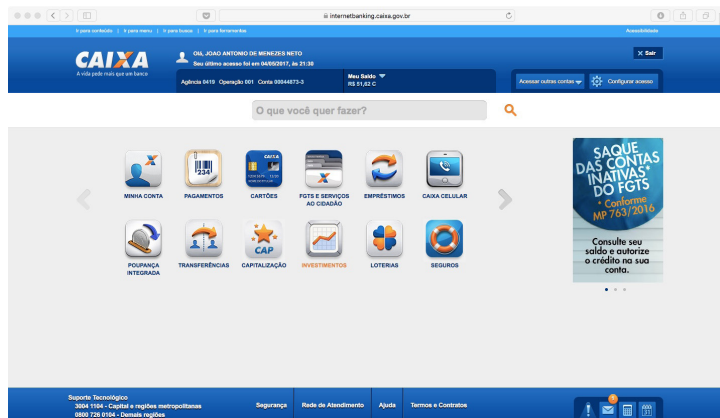 internetbanking.caixa.gov.br
Ir para conteúdo | Ir para menu | Ir para busca | Ir para ferramentas
Acessibilidade
CAIXA
A vida pede mais que um banco
Olá, JOAO ANTONIO DE MENEZES NETO
Seu último acesso foi em 04/05/2017, às 21:30
X Sair
Agência 0419 Operação 001 Conta 00044873-3
Meu Saldo
R$ 51,62 C
Acessar outras contas
Configurar acesso
O que você quer fazer?
MINHA CONTA
PAGAMENTOS
CARTÕES
FGTS E SERVIÇOS
AO CIDADÃO
EMPRÉSTIMOS
CAIXA CELULAR
POUPANÇA
INTEGRADA
TRANSFERÊNCIAS
CAP
CAPITALIZAÇÃO
INVESTIMENTOS
LOTERIAS
SEGUROS
SAQUE
DAS CONTAS
INATIVAS*
DO FGTS
* Conforme
MP 763/2016
Consulte seu
saldo e autorize
o crédito na sua
conta.
Suporte Tecnológico
3004 1104 - Capital e regiões metropolitanas
0800 726 0104 - Demais regiões
Segurança
Rede de Atendimento
Ajuda
Termos e Contratos